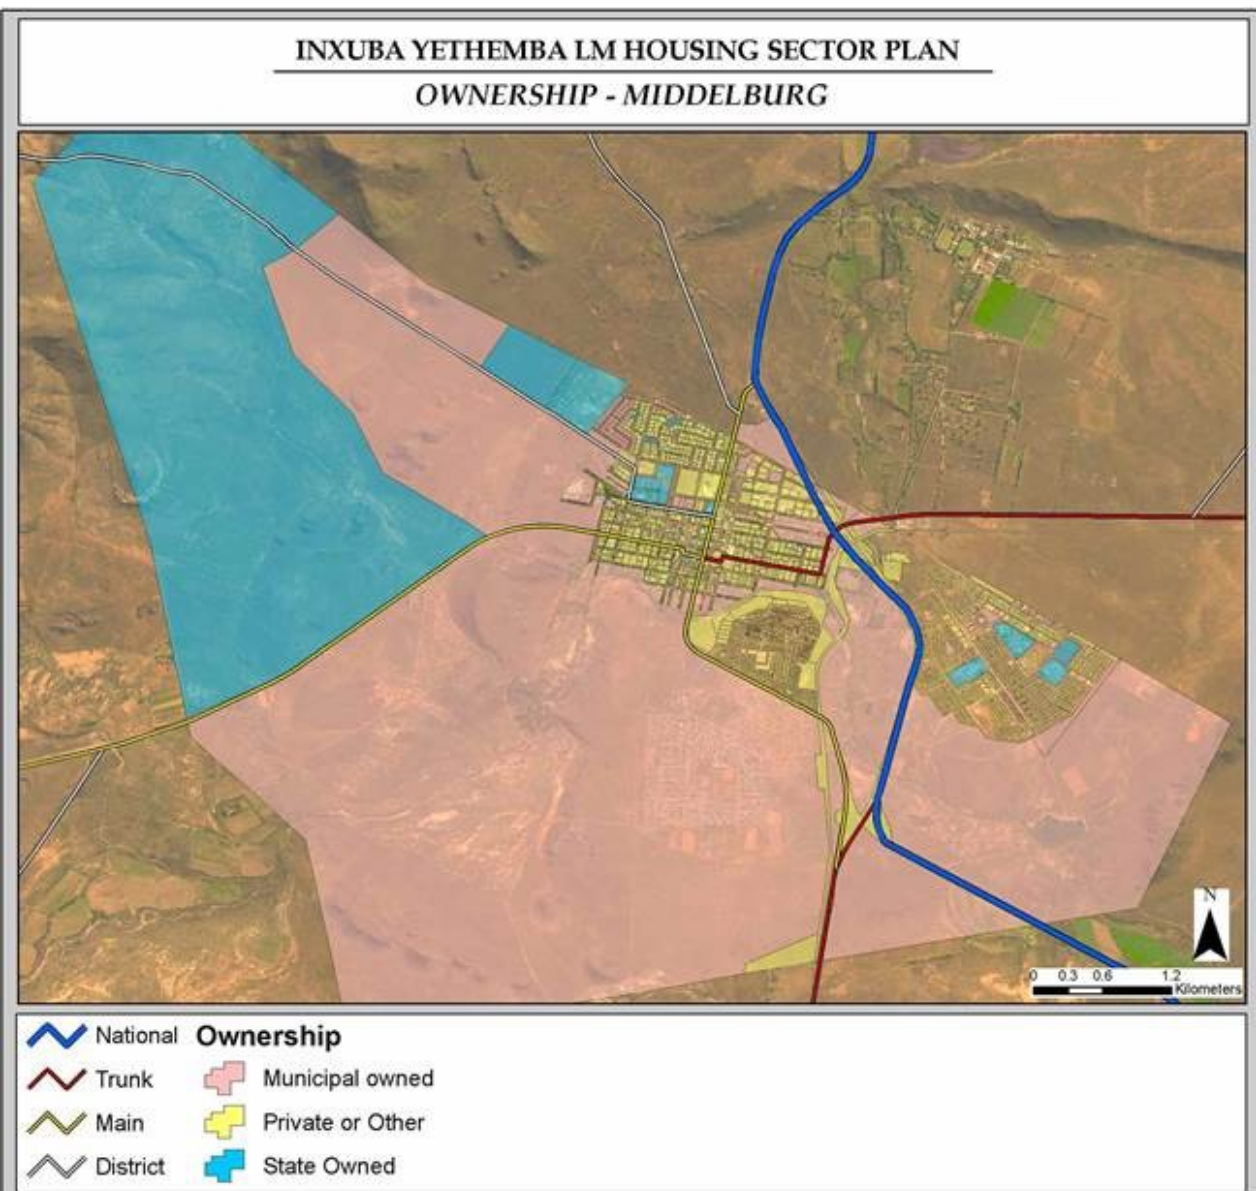 INXUBA YETHEMBA LM HOUSING SECTOR PLAN
OWNERSHIP - MIDDELBURG
N
0 0.3 0.6 1.2
Kilometers
National
Trunk
Main
District
Ownership
Municipal owned
Private or Other
State Owned